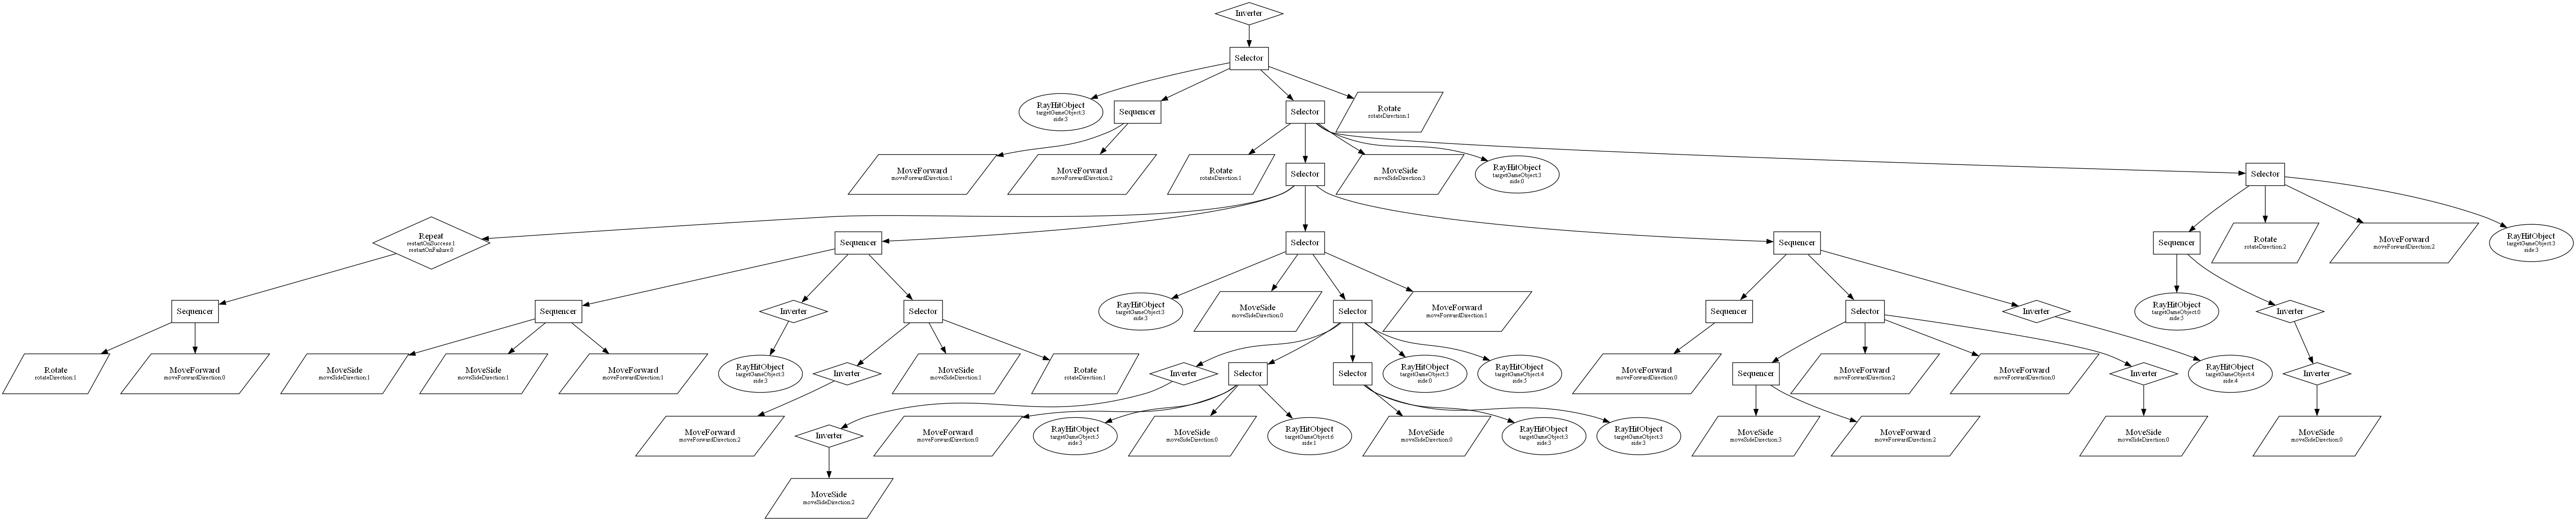 Inverter
Selector
RayHitObject
targetGameObject:3
side:3
Sequencer
Selector
Rotate
rotateDirection:1
MoveForward
moveForwardDirection:1
MoveForward
moveForwardDirection:2
Rotate
rotateDirection:1
Selector
MoveSide
moveSideDirection:3
RayHitObject
targetGameObject:3
side:0
Selector
Repeat
restartOnSuccess:1
restartOnFailure:0
Sequencer
Selector
Sequencer
Sequencer
Rotate
rotateDirection:2
MoveForward
moveForwardDirection:2
RayHitObject
targetGameObject:3
side:3
Sequencer
Sequencer
Inverter
Selector
RayHitObject
targetGameObject:3
side:3
MoveSide
moveSideDirection:0
Selector
MoveForward
moveForwardDirection:1
Sequencer
Selector
Inverter
RayHitObject
targetGameObject:0
side:5
Inverter
Rotate
rotateDirection:1
MoveForward
moveForwardDirection:0
MoveSide
moveSideDirection:1
MoveSide
moveSideDirection:1
MoveForward
moveForwardDirection:1
RayHitObject
targetGameObject:3
side:3
Inverter
MoveSide
moveSideDirection:1
Rotate
rotateDirection:1
Inverter
Selector
Selector
RayHitObject
targetGameObject:3
side:0
RayHitObject
targetGameObject:4
side:5
MoveForward
moveForwardDirection:0
Sequencer
MoveForward
moveForwardDirection:2
MoveForward
moveForwardDirection:0
Inverter
RayHitObject
targetGameObject:4
side:4
Inverter
MoveForward
moveForwardDirection:2
Inverter
MoveForward
moveForwardDirection:0
RayHitObject
targetGameObject:5
side:3
MoveSide
moveSideDirection:0
RayHitObject
targetGameObject:6
side:1
MoveSide
moveSideDirection:0
RayHitObject
targetGameObject:3
side:3
RayHitObject
targetGameObject:3
side:3
MoveSide
moveSideDirection:3
MoveForward
moveForwardDirection:2
MoveSide
moveSideDirection:0
MoveSide
moveSideDirection:0
MoveSide
moveSideDirection:2